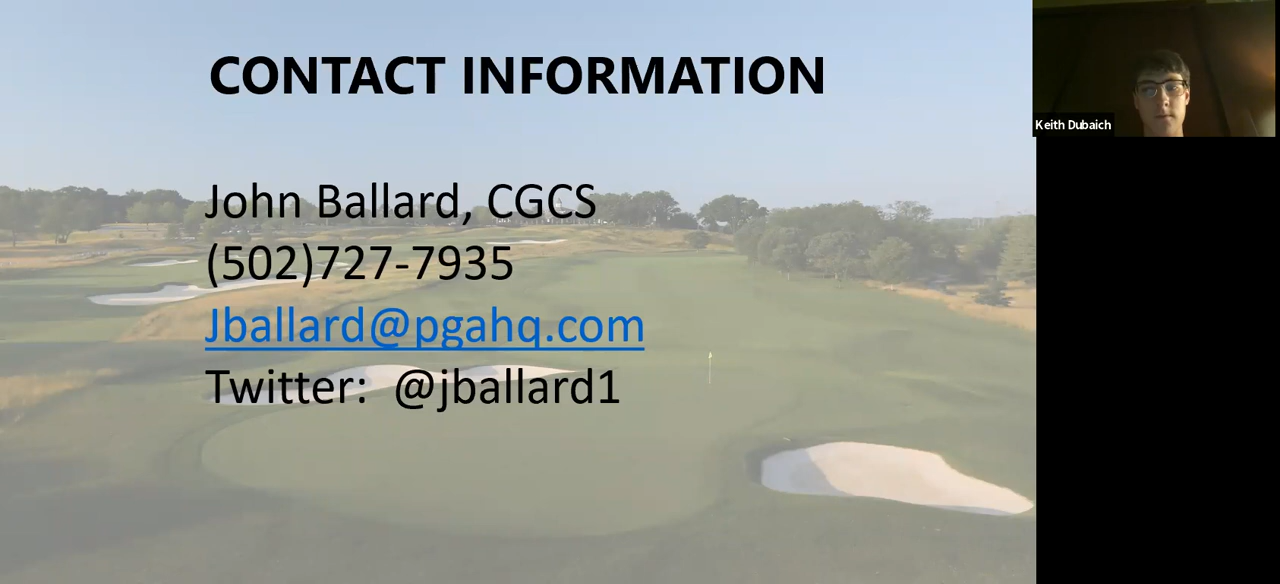 CONTACT INFORMATION
John Ballard, CGCS
(502)727-7935
Jballard@pgahq.com
Twitter:  @jballard1
Keith Dubaich